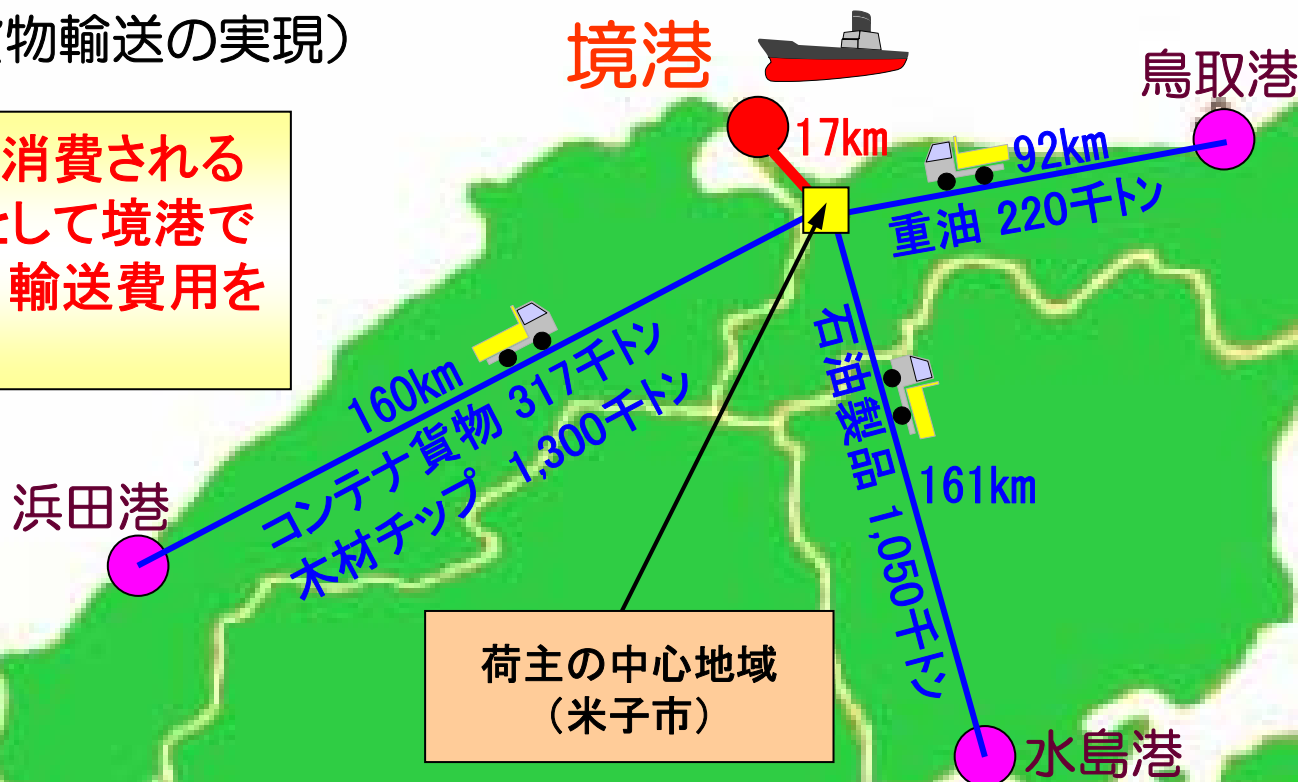 物輸送の実現）
境港
鳥取港
消費される
として境港で
輸送費用を
17km
92km
重油 220千トン
160km
コンテナ貨物 317千トン
木材チップ 1,300千トン
石油製品 1,050千トン
161km
浜田港
荷主の中心地域
（米子市）
水島港